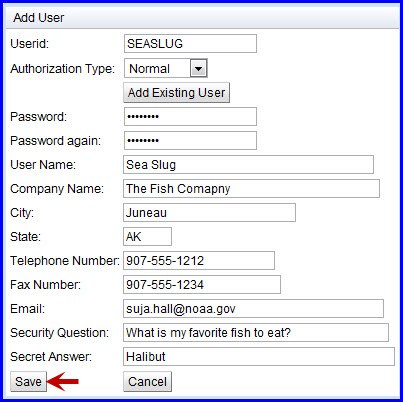 Add User
Userid: SEASLUG
Authorization Type: Normal
Add Existing User
Password: ••••••••
Password again: ••••••••
User Name: Sea Slug
Company Name: The Fish Comapny
City: Juneau
State: AK
Telephone Number: 907-555-1212
Fax Number: 907-555-1234
Email: suja.hall@noaa.gov
Security Question: What is my favorite fish to eat?
Secret Answer: Halibut
Save Cancel